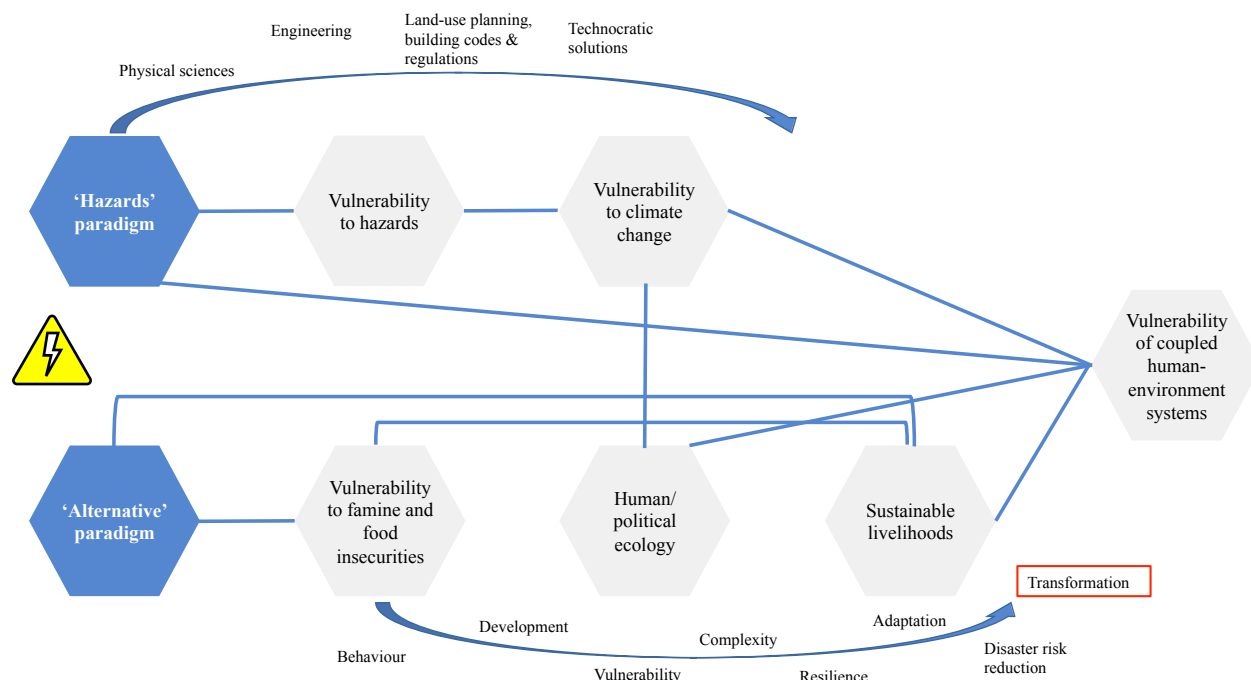 Engineering
Land-use planning,
building codes &
regulations
Technocratic
solutions
Physical sciences
‘Hazards’
paradigm
Vulnerability
to hazards
Vulnerability
to climate
change
Vulnerability
of coupled
human-
environment
systems
‘Alternative’
paradigm
Vulnerability
to famine and
food
insecurities
Human/
political
ecology
Sustainable
livelihoods
Transformation
Development
Adaptation
Complexity
Behaviour
Disaster risk
reduction
Vulnerability
Resilience